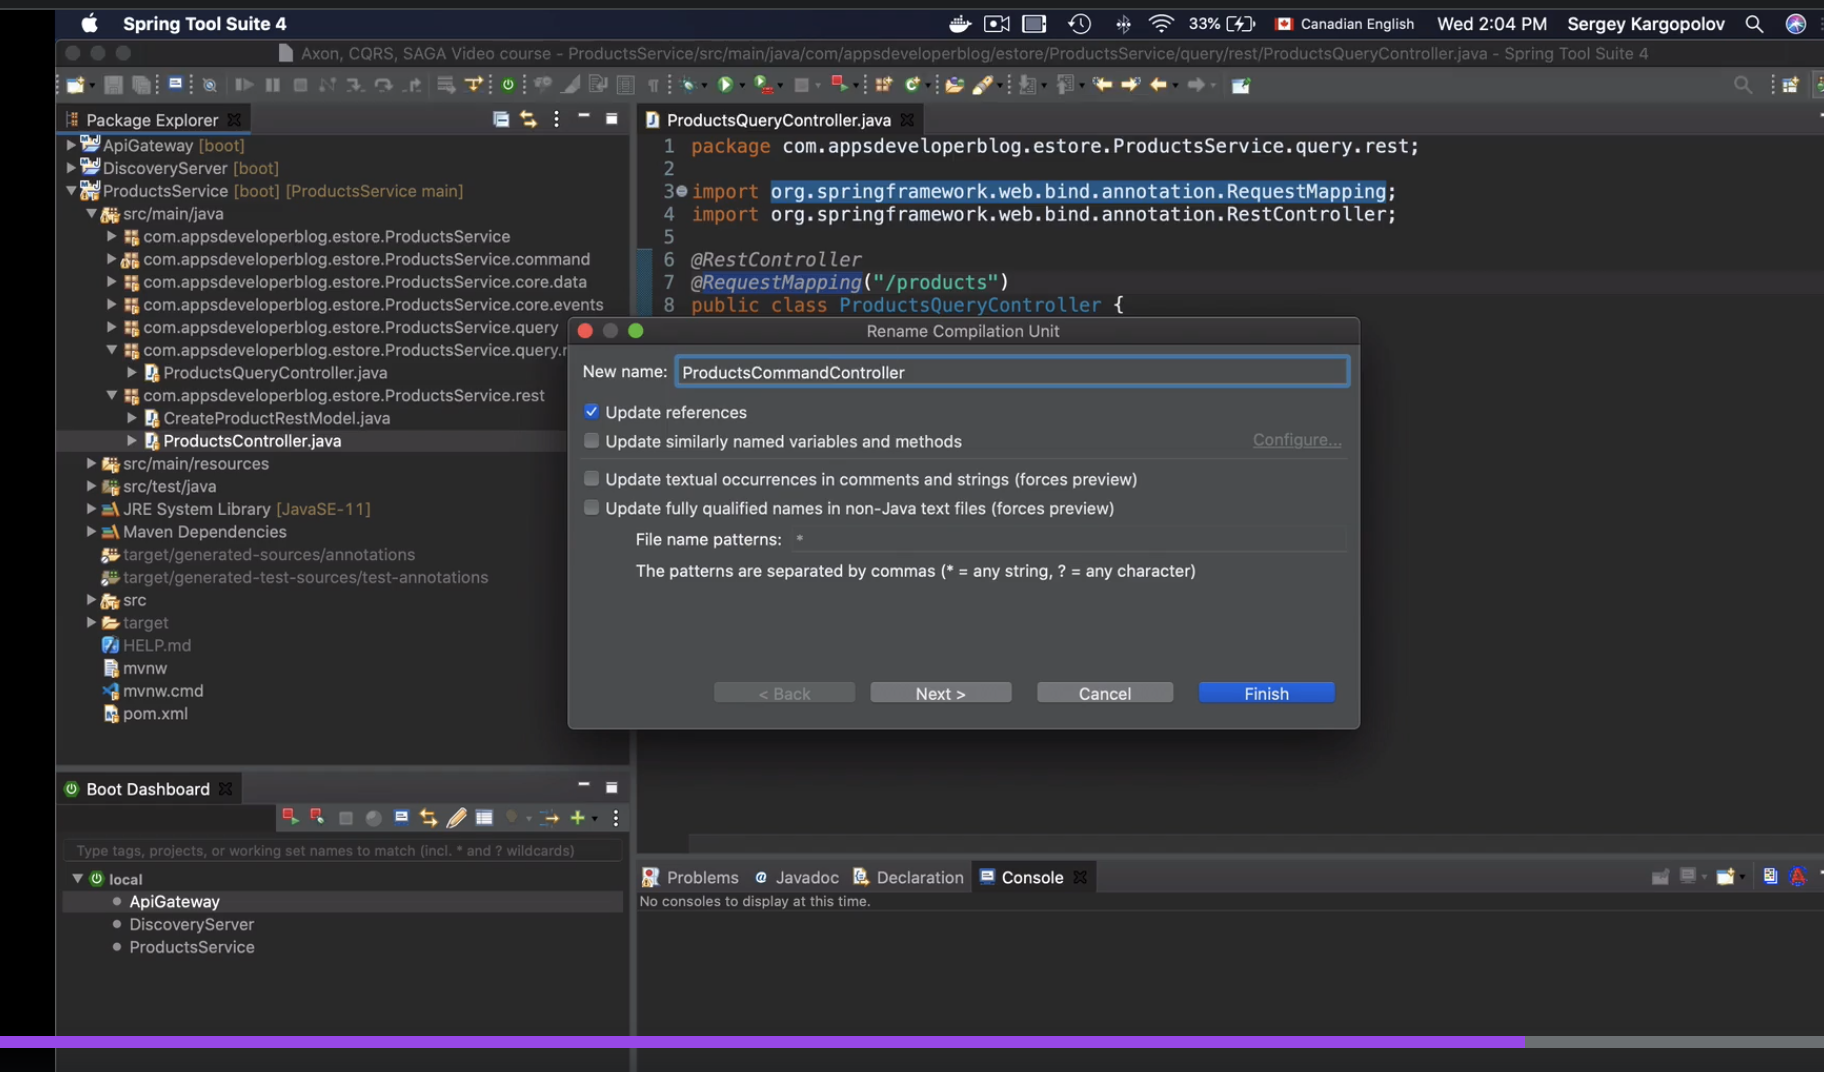 Spring Tool Suite 4
33%
Canadian English
Wed 2:04 PM
Sergey Kargopolov
Axon, CQRS, SAGA Video course - ProductsService/src/main/java/com/appsdeveloperblog/estore/ProductsService/query/rest/ProductsQueryController.java - Spring Tool Suite 4
Package Explorer
ApiGateway [boot]
DiscoveryServer [boot]
ProductsService [boot] [ProductsService main]
src/main/java
com.appsdeveloperblog.estore.ProductsService
com.appsdeveloperblog.estore.ProductsService.command
com.appsdeveloperblog.estore.ProductsService.core.data
com.appsdeveloperblog.estore.ProductsService.core.events
com.appsdeveloperblog.estore.ProductsService.query
com.appsdeveloperblog.estore.ProductsService.query.r
ProductsQueryController.java
com.appsdeveloperblog.estore.ProductsService.rest
CreateProductRestModel.java
ProductsController.java
src/main/resources
src/test/java
JRE System Library [JavaSE-11]
Maven Dependencies
target/generated-sources/annotations
target/generated-test-sources/test-annotations
src
target
HELP.md
mvnw
mvnw.cmd
pom.xml
ProductsQueryController.java
1 package com.appsdeveloperblog.estore.ProductsService.query.rest;
2
3 import org.springframework.web.bind.annotation.RequestMapping;
4 import org.springframework.web.bind.annotation.RestController;
5
6 @RestController
7 @RequestMapping("/products")
8 public class ProductsQueryController {
Rename Compilation Unit
New name: ProductsCommandController
Update references
Update similarly named variables and methods
Configure...
Update textual occurrences in comments and strings (forces preview)
Update fully qualified names in non-Java text files (forces preview)
File name patterns: *
The patterns are separated by commas (* = any string, ? = any character)
< Back
Next >
Cancel
Finish
Boot Dashboard
Type tags, projects, or working set names to match (incl. * and ? wildcards)
local
ApiGateway
DiscoveryServer
ProductsService
Problems
Javadoc
Declaration
Console
No consoles to display at this time.